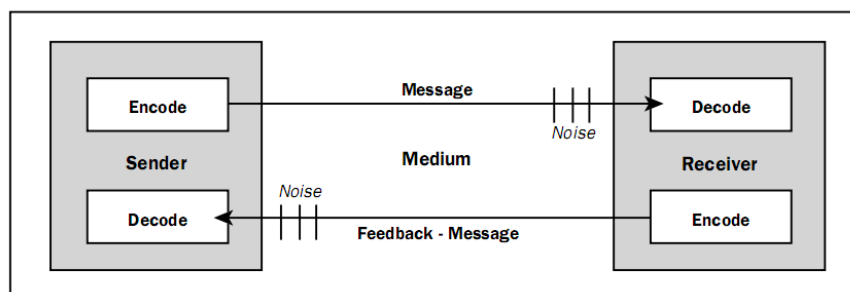 Message
Encode
Decode
Noise
Sender
Medium
Receiver
Noise
Decode
Encode
Feedback - Message